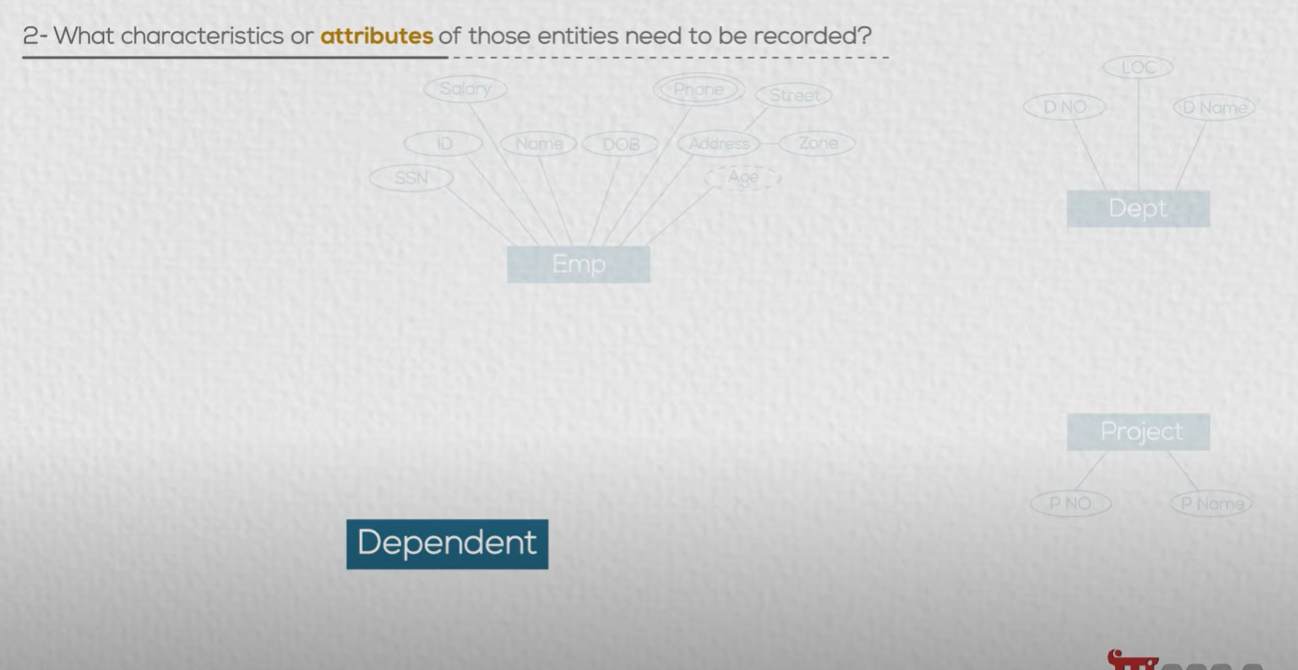 2- What characteristics or attributes of those entities need to be recorded?
LOC
Salary
Phone
Street
D NO
D Name
ID
Name
DOB
Address
Zone
SSN
Age
Dept
Emp
Project
P NO
P Name
Dependent